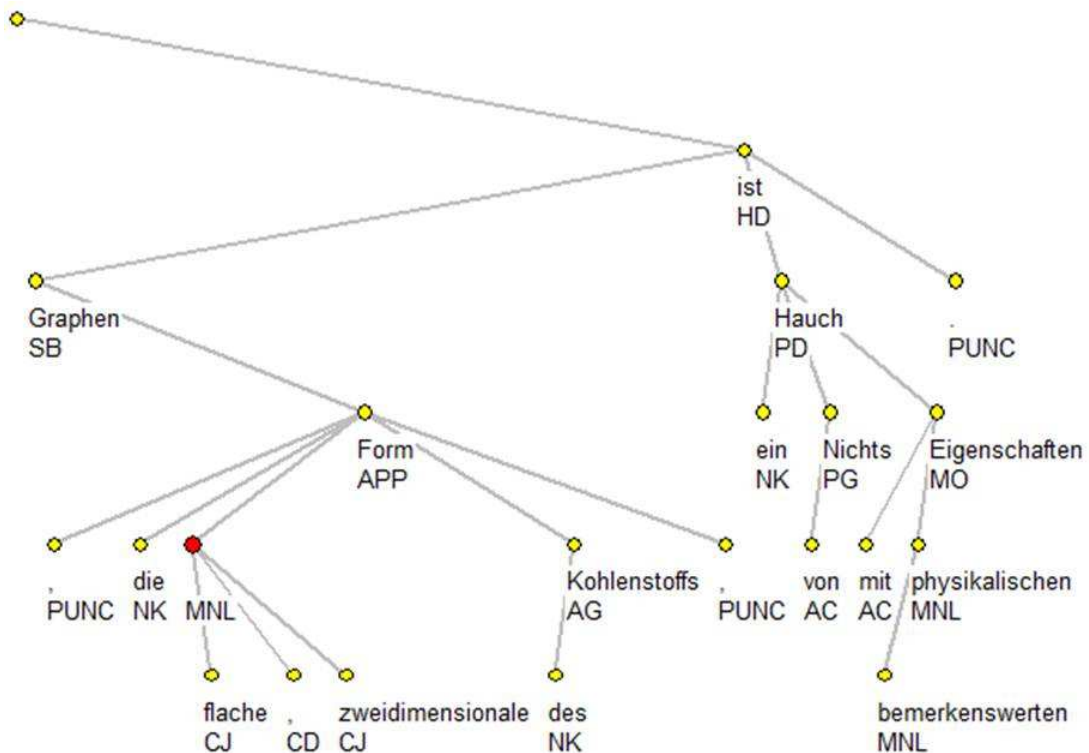 ist
HD
Graphen
SB
Hauch
PD
.
PUNC
Form
APP
ein
NK
Nichts
PG
Eigenschaften
MO
,
PUNC
die
NK
MNL
Kohlenstoffs
AG
,
PUNC
von
AC
mit
AC
physikalischen
MNL
flache
CJ
,
CD
zweidimensionale
CJ
des
NK
bemerkenswerten
MNL